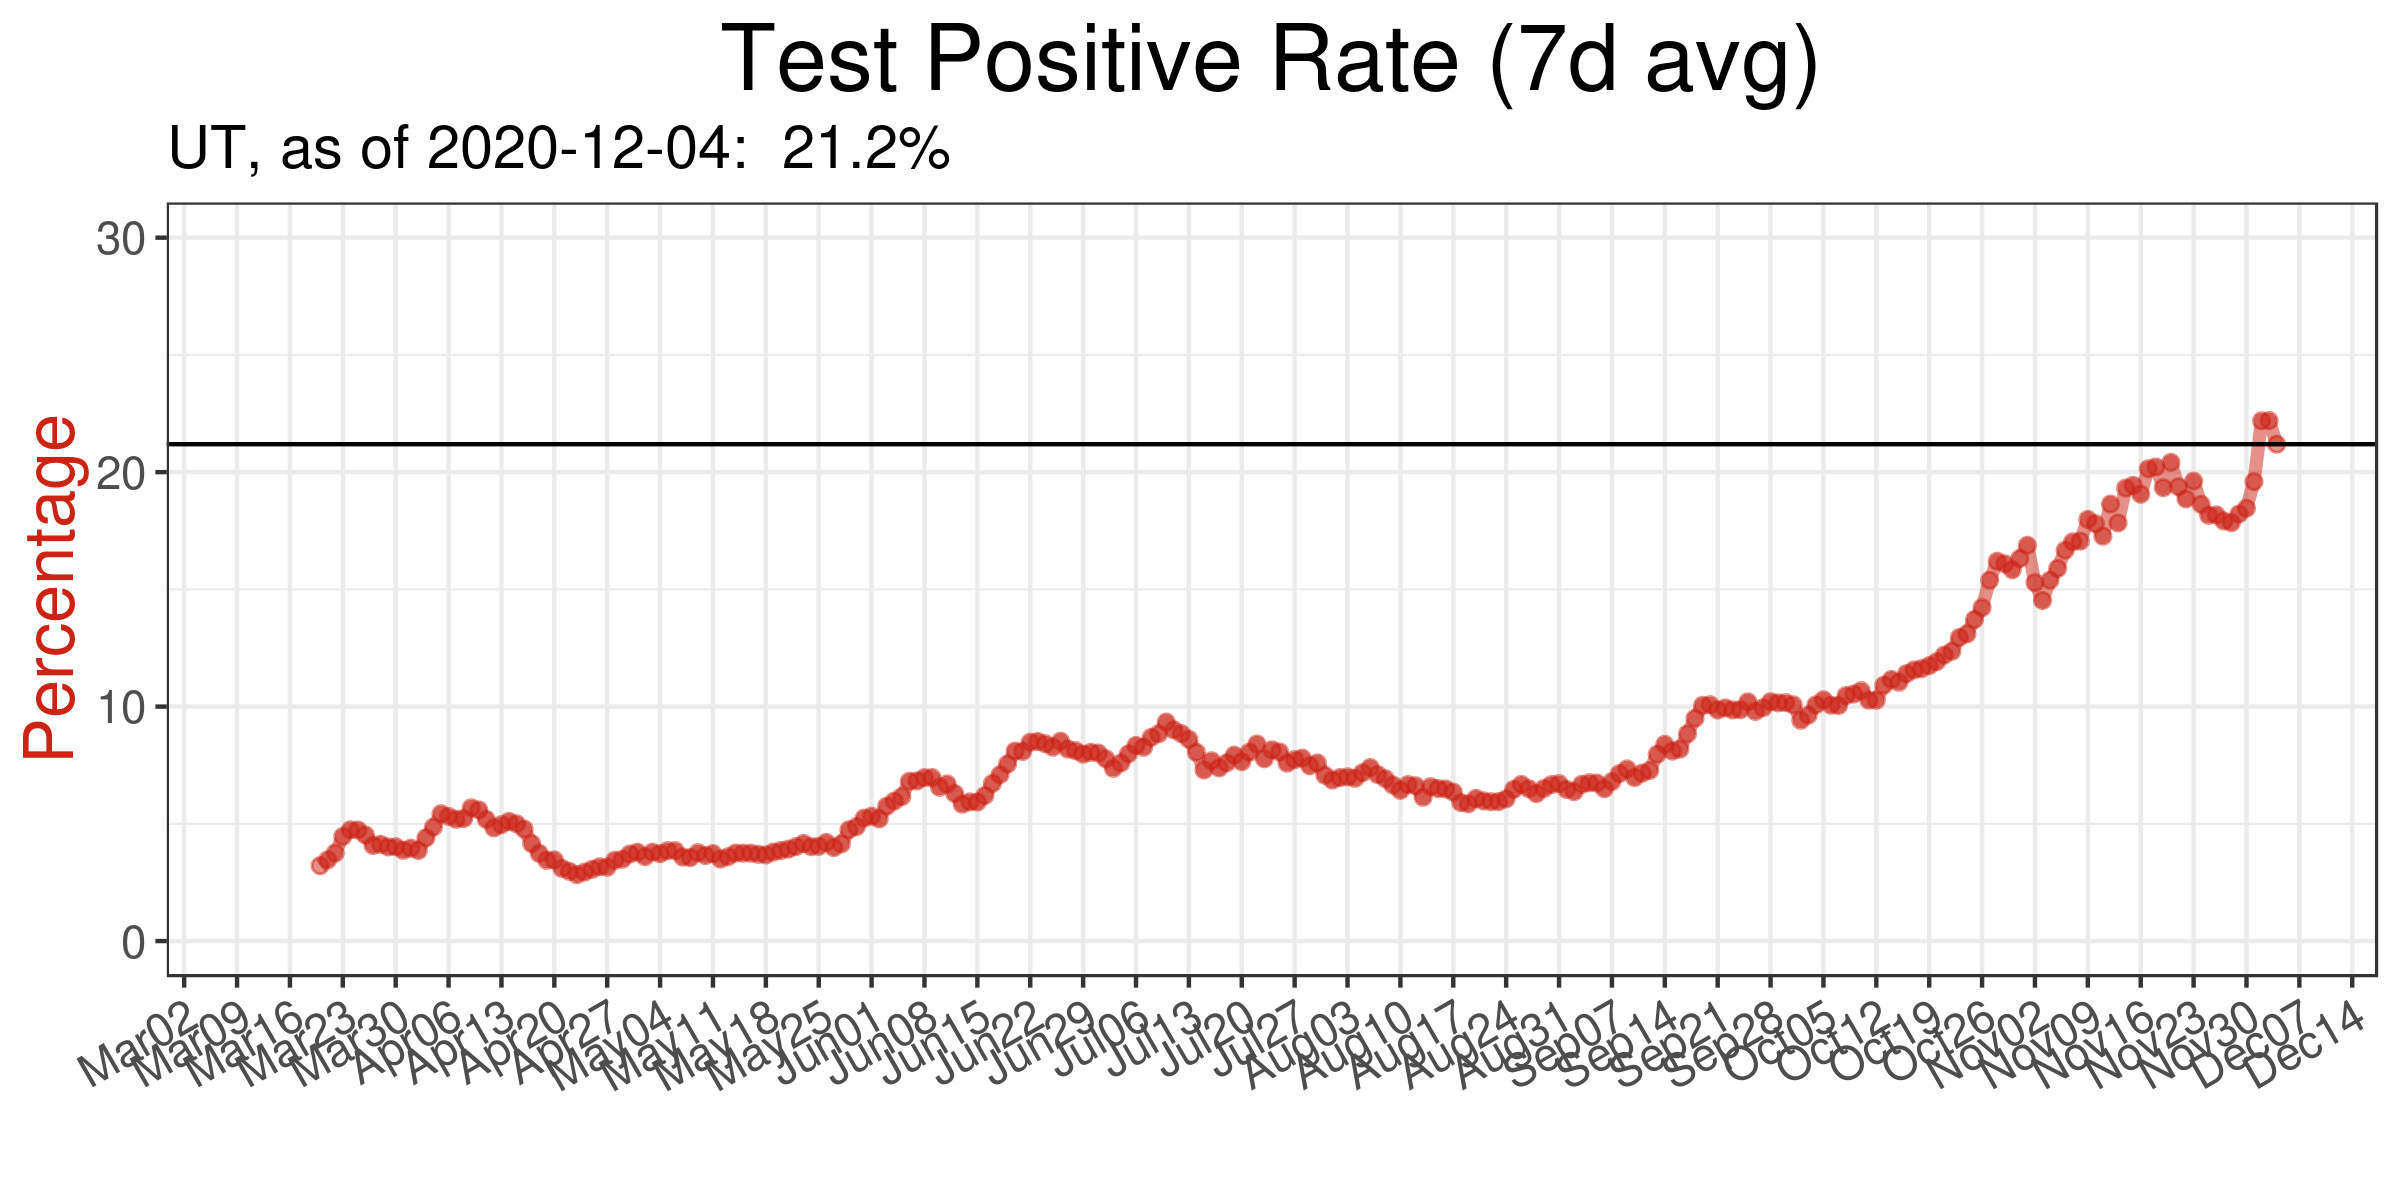 Test Positive Rate (7d avg)
UT, as of 2020-12-04:  21.2%
Percentage
30
20
10
0
Mar02
Mar09
Mar16
Mar23
Mar30
Apr06
Apr13
Apr20
Apr27
May04
May11
May18
May25
Jun01
Jun08
Jun15
Jun22
Jun29
Jul06
Jul13
Jul20
Jul27
Aug03
Aug10
Aug17
Aug24
Aug31
Sep07
Sep14
Sep21
Sep28
Oct05
Oct12
Oct19
Oct26
Nov02
Nov09
Nov16
Nov23
Nov30
Dec07
Dec14